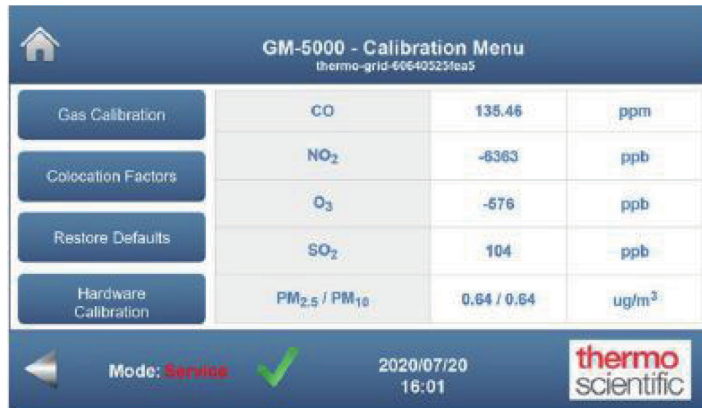 GM-5000 - Calibration Menu
thermo-grid-60640525fea5
Gas Calibration
CO 135.46 ppm
Colocation Factors
NO₂ -6363 ppb
O₃ -576 ppb
Restore Defaults
SO₂ 104 ppb
Hardware
Calibration
PM₂.₅ / PM₁₀ 0.64 / 0.64 ug/m³
Mode: Service
2020/07/20
16:01
thermo
scientific